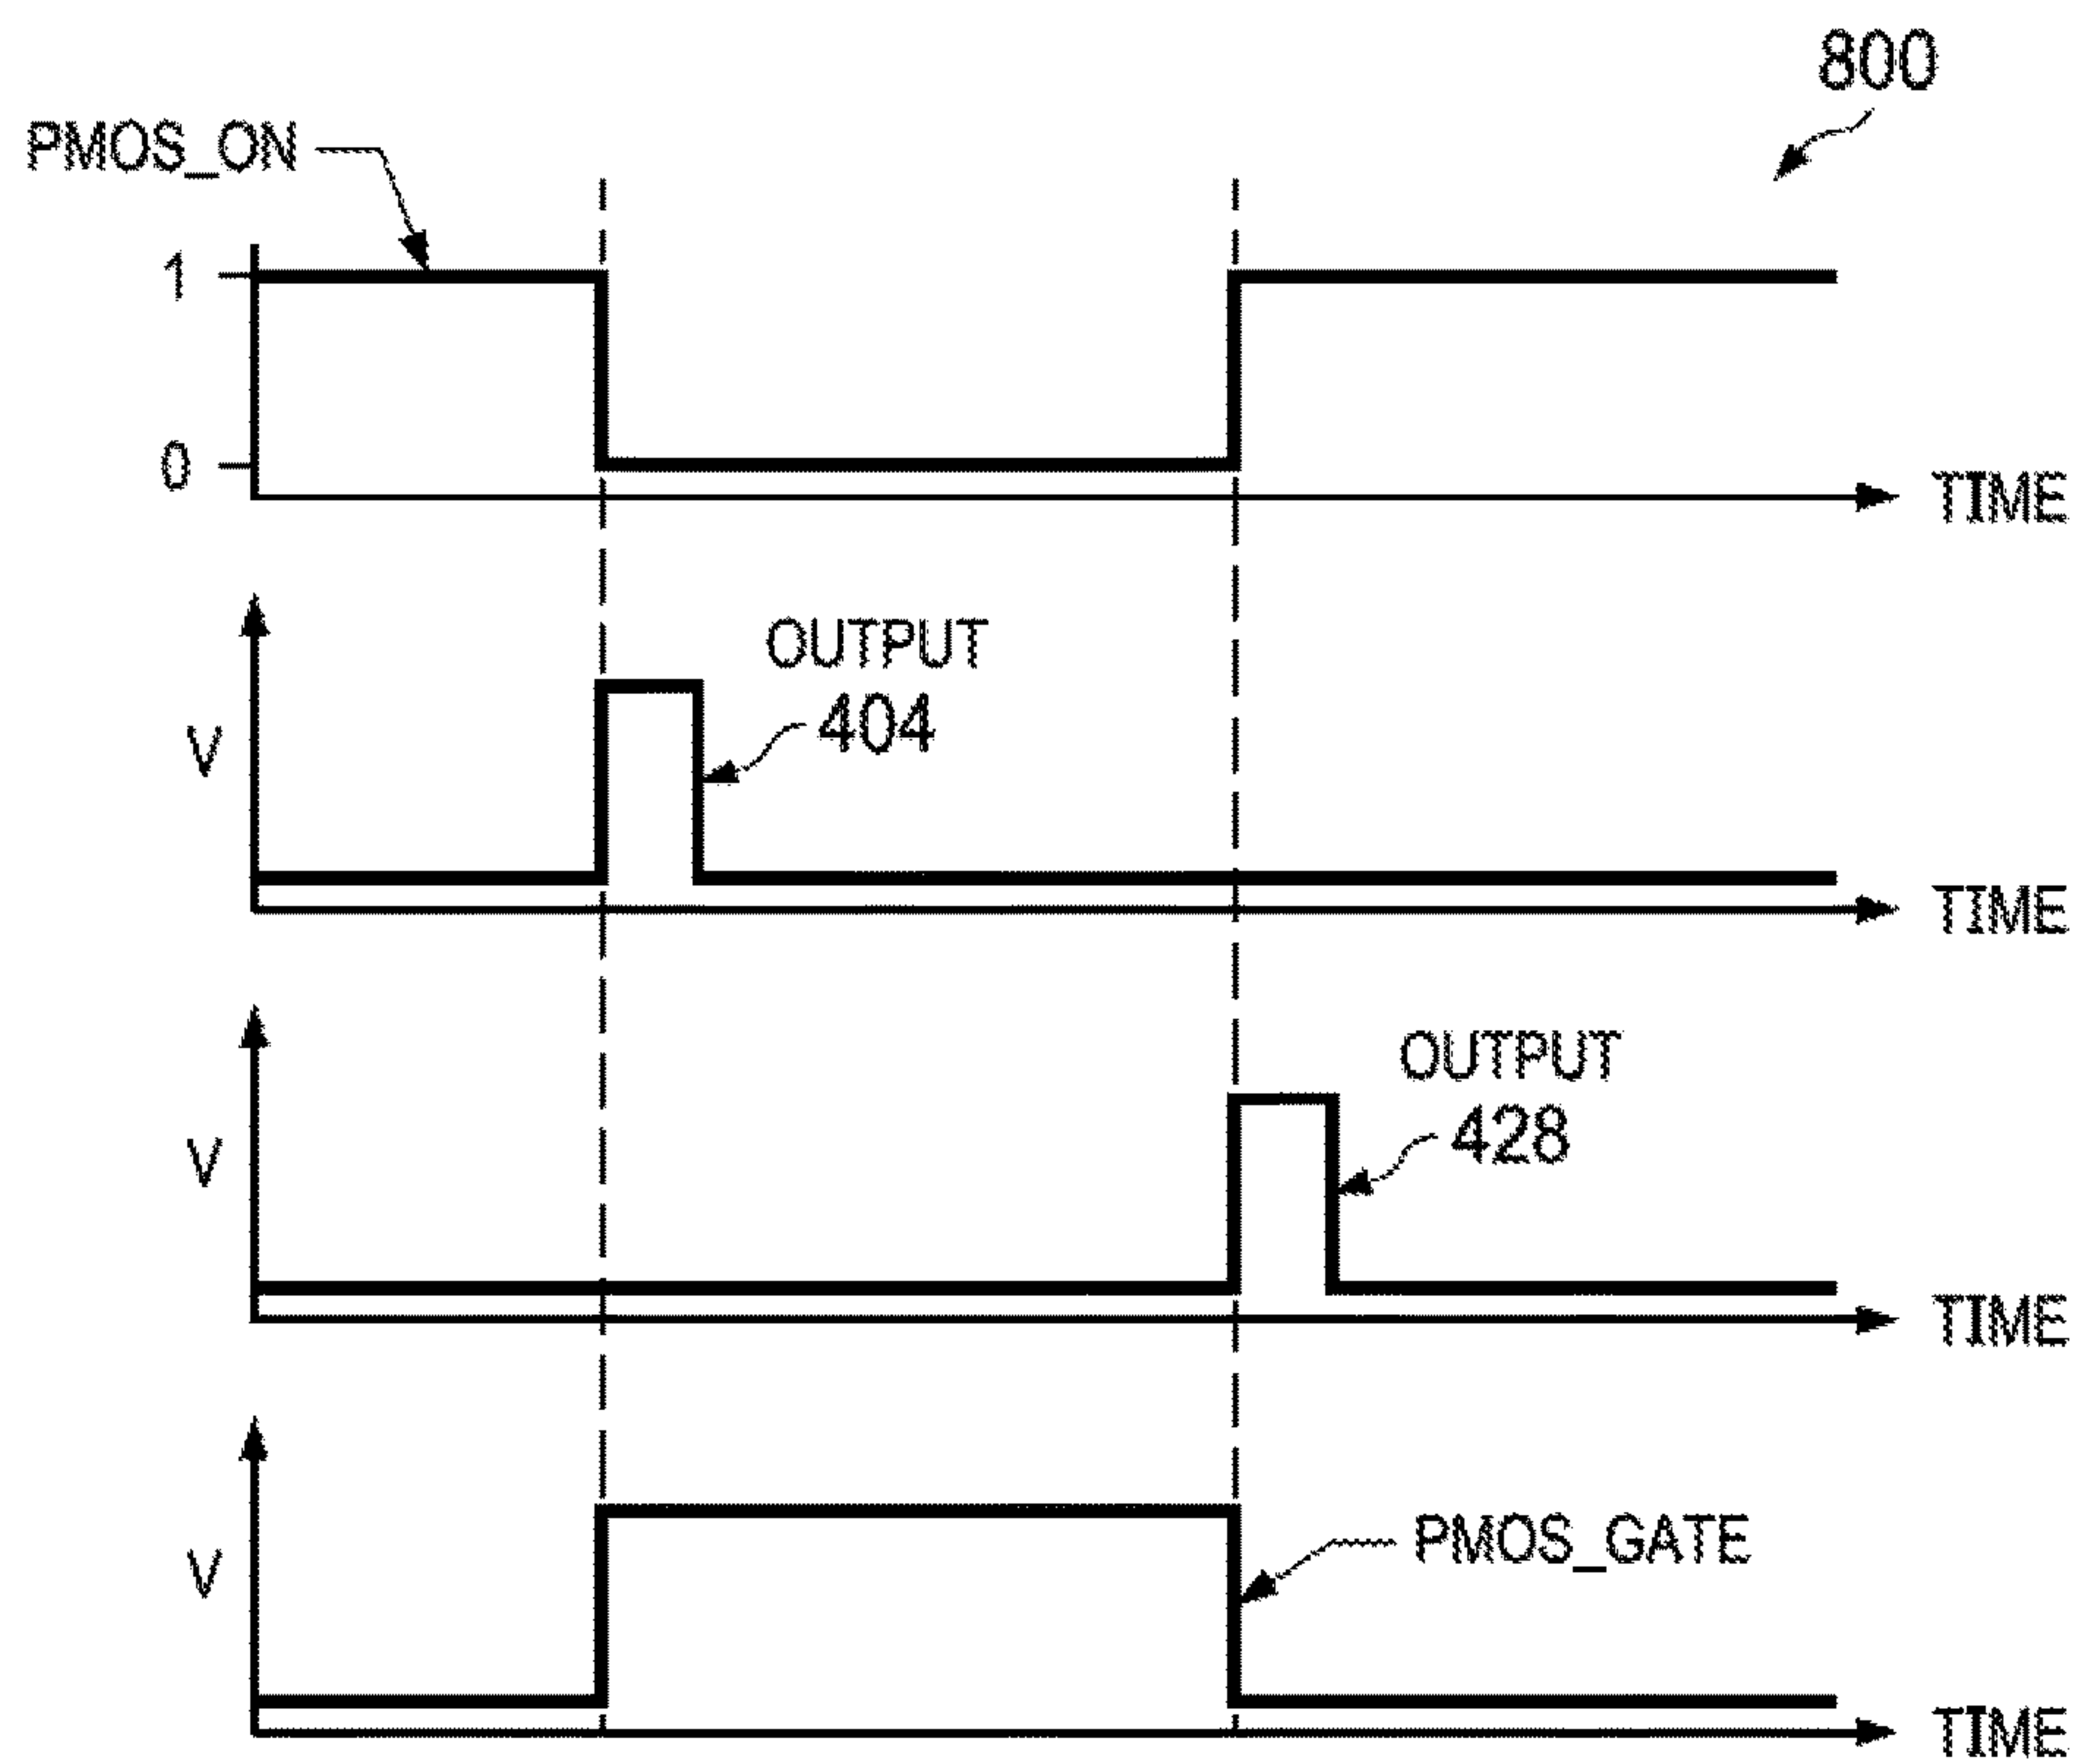 800
PMOS_ON
1
0
TIME
OUTPUT
404
V
TIME
OUTPUT
428
V
TIME
PMOS_GATE
V
TIME